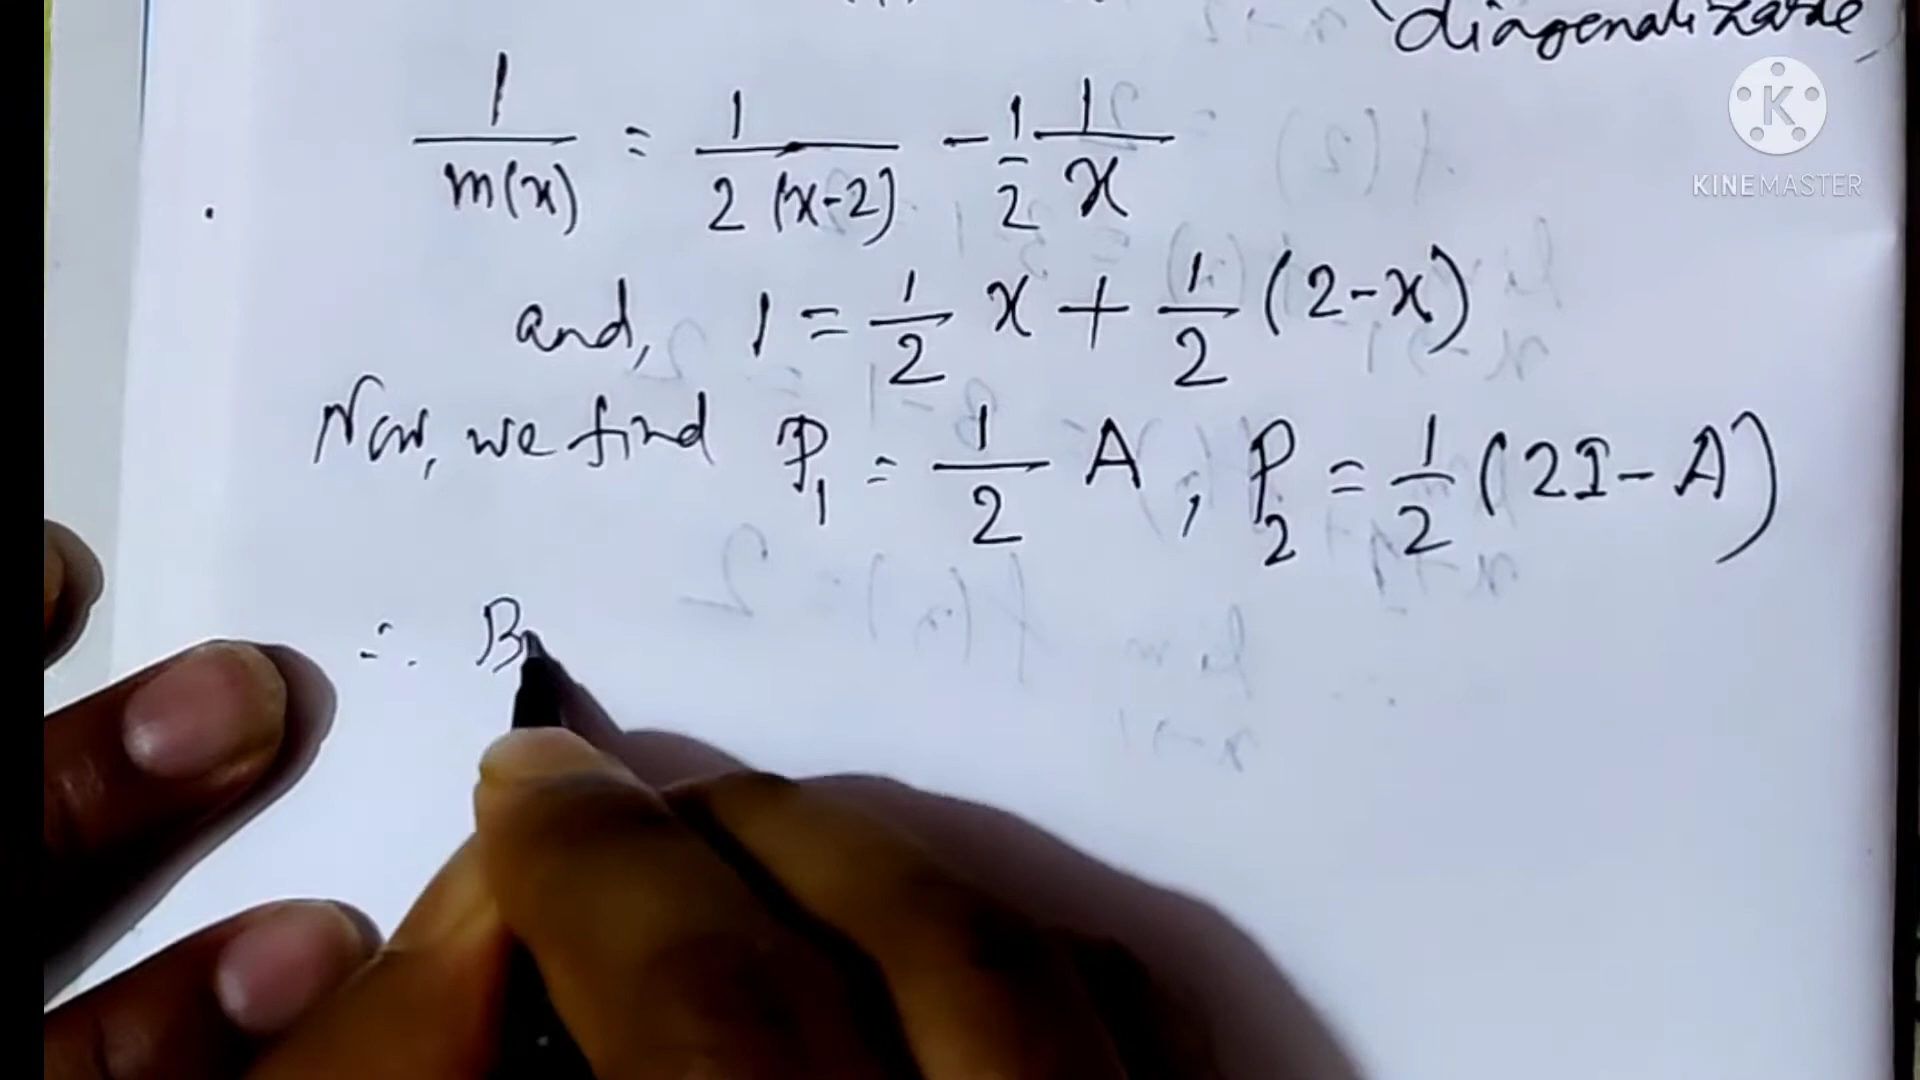 diagonalizable
K
KINEMASTER
1/m(x) = 1/2(x-2) - 1/2 1/x
and, 1 = 1/2 x + 1/2 (2-x)
Now, we find P₁ = 1/2 A, P₂ = 1/2 (2I - A)
∴ B